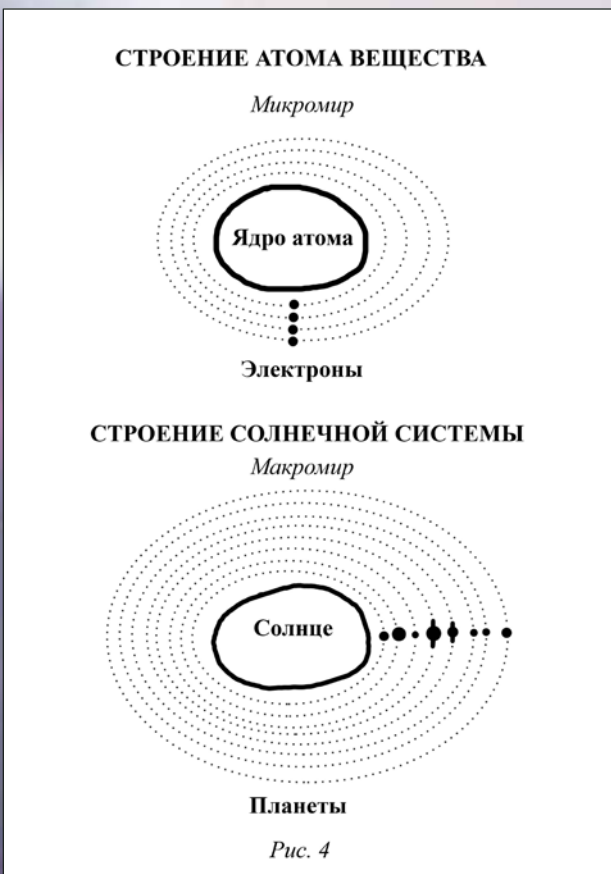 СТРОЕНИЕ АТОМА ВЕЩЕСТВА
Микромир
Ядро атома
Электроны
СТРОЕНИЕ СОЛНЕЧНОЙ СИСТЕМЫ
Макромир
Солнце
Планеты
Рис. 4